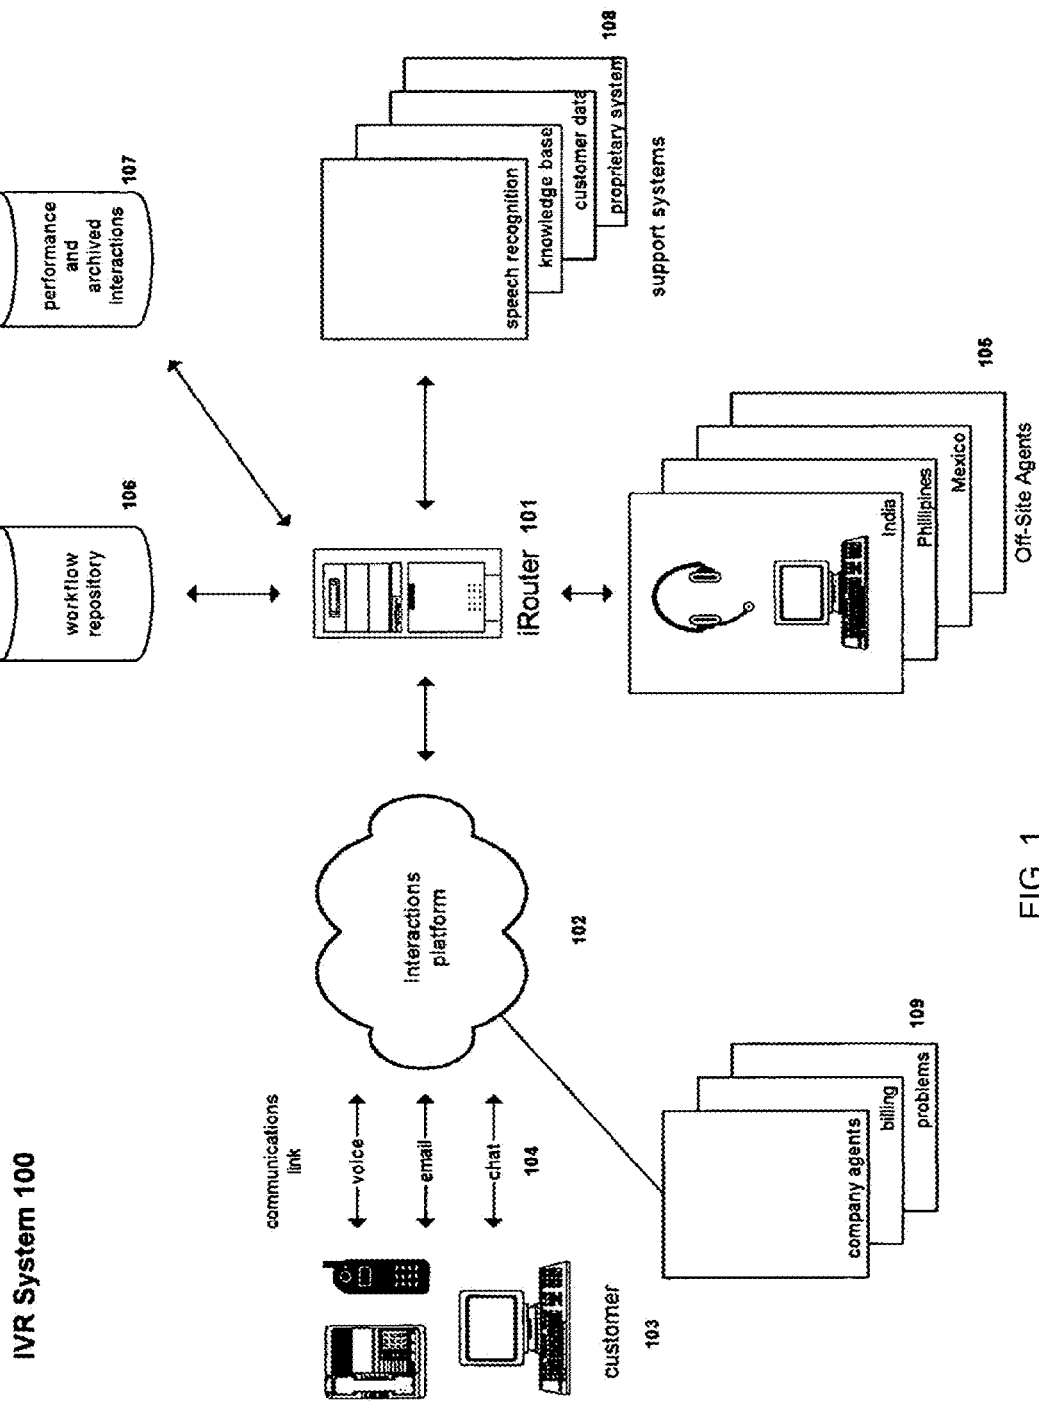 IVR System 100
workflow
repository
106
performance
and
archived
interactions
107
communications
link
voice
email
chat
104
customer
103
Interactions
platform
102
iRouter 101
speech recognition
knowledge base
customer data
proprietary system
108
support systems
company agents
billing
problems
109
India
Phillipines
Mexico
105
Off-Site Agents
FIG. 1